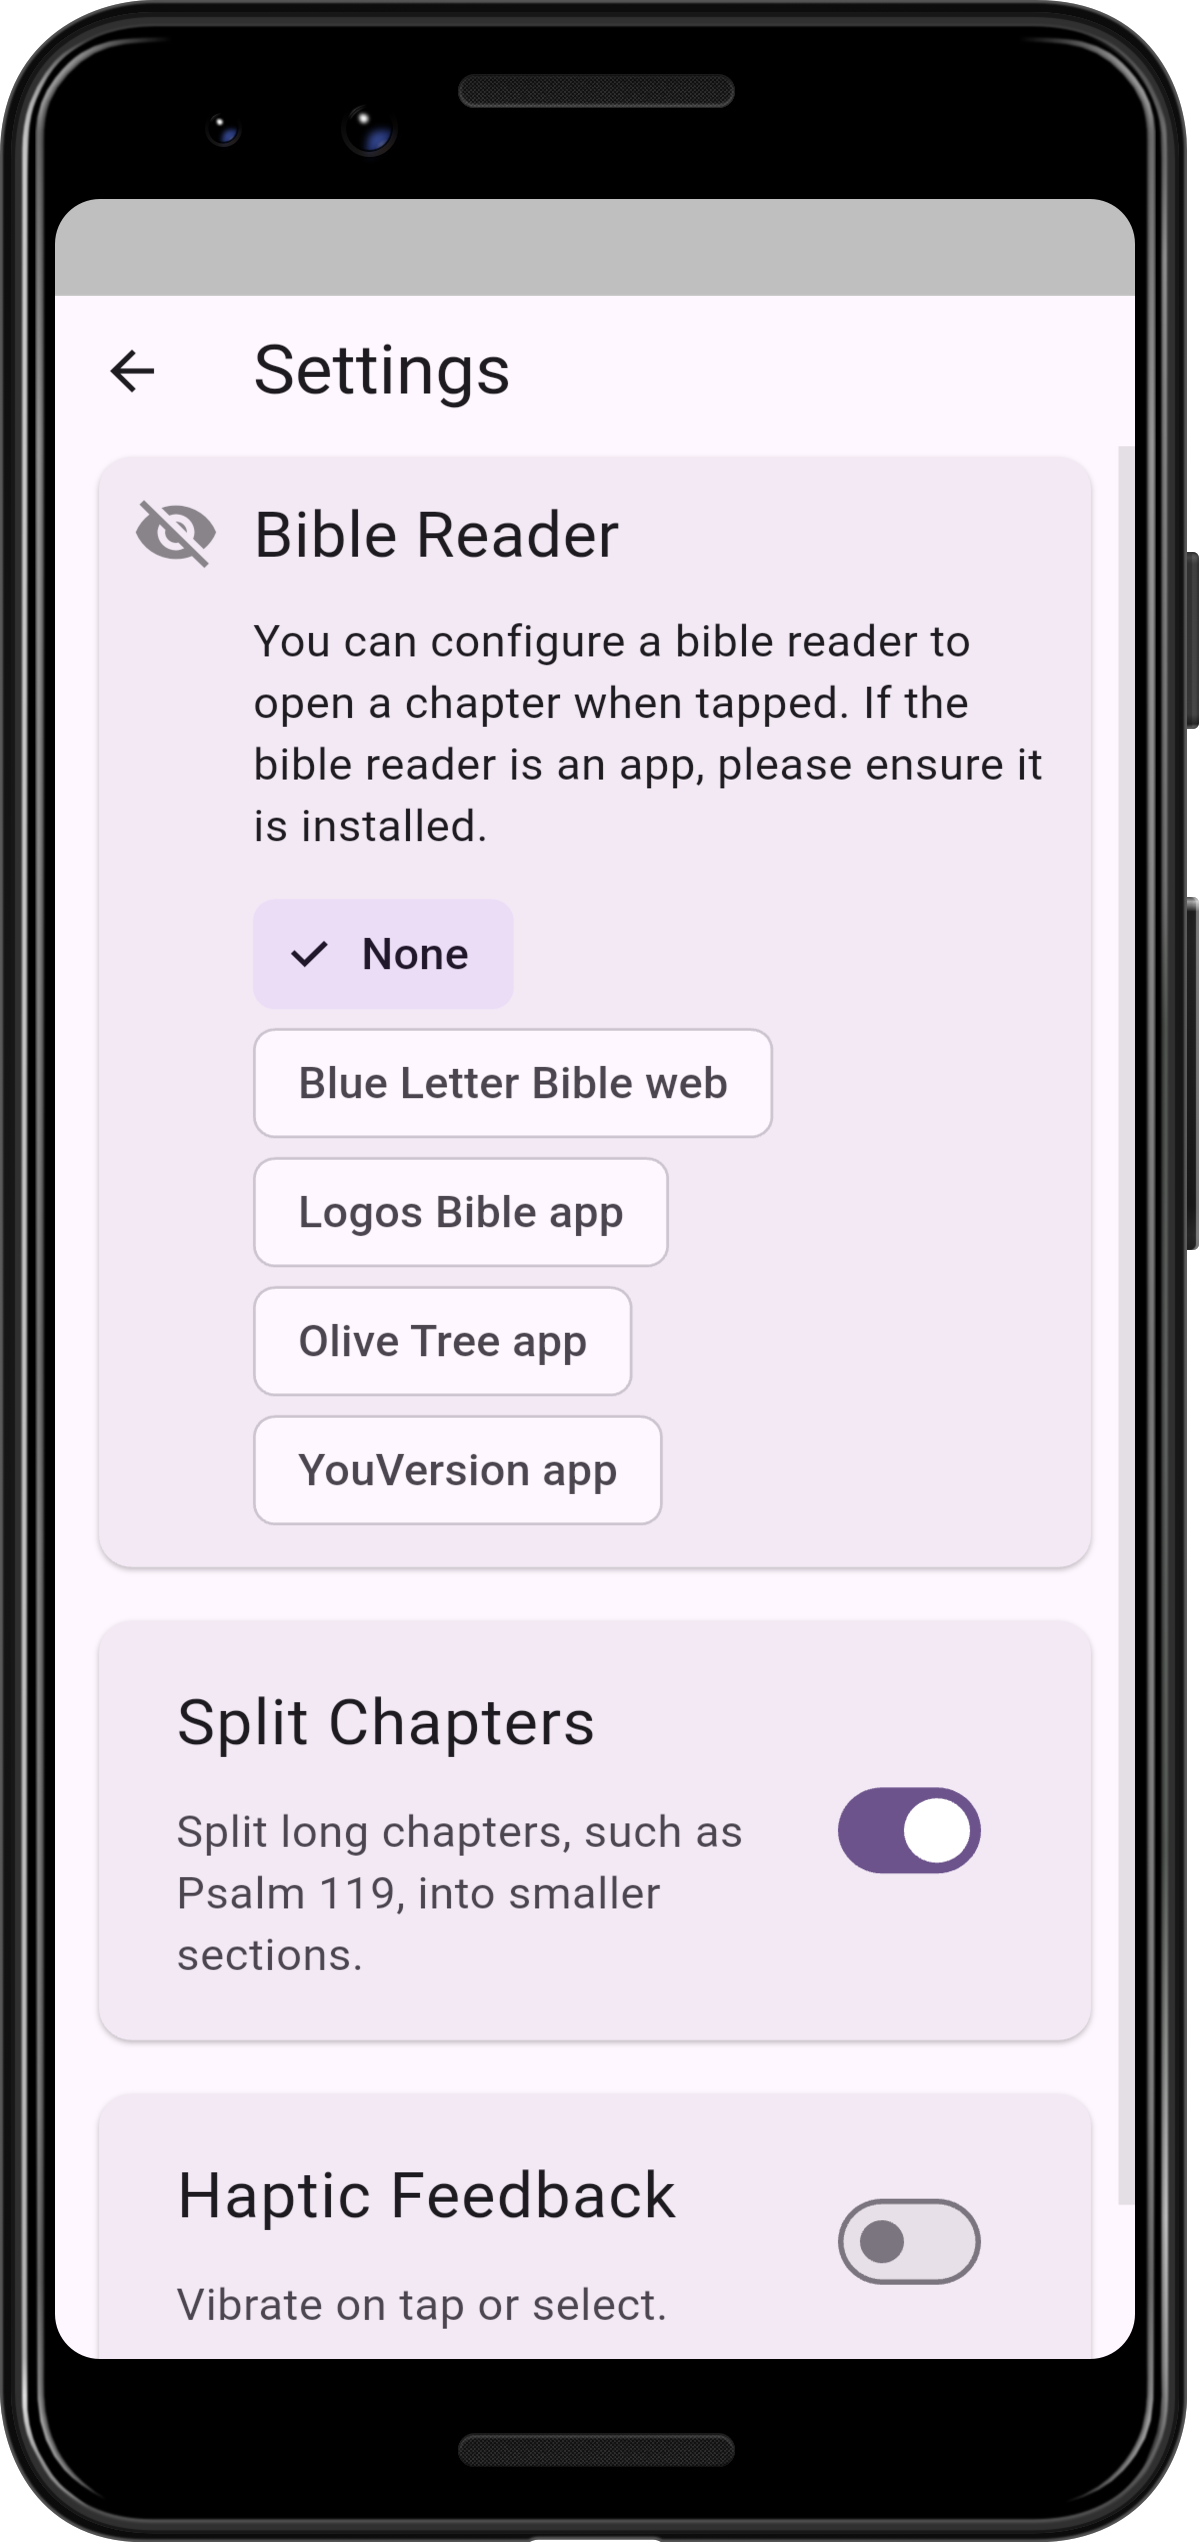 Settings
Bible Reader
You can configure a bible reader to
open a chapter when tapped. If the
bible reader is an app, please ensure it
is installed.
None
Blue Letter Bible web
Logos Bible app
Olive Tree app
YouVersion app
Split Chapters
Split long chapters, such as
Psalm 119, into smaller
sections.
Haptic Feedback
Vibrate on tap or select.